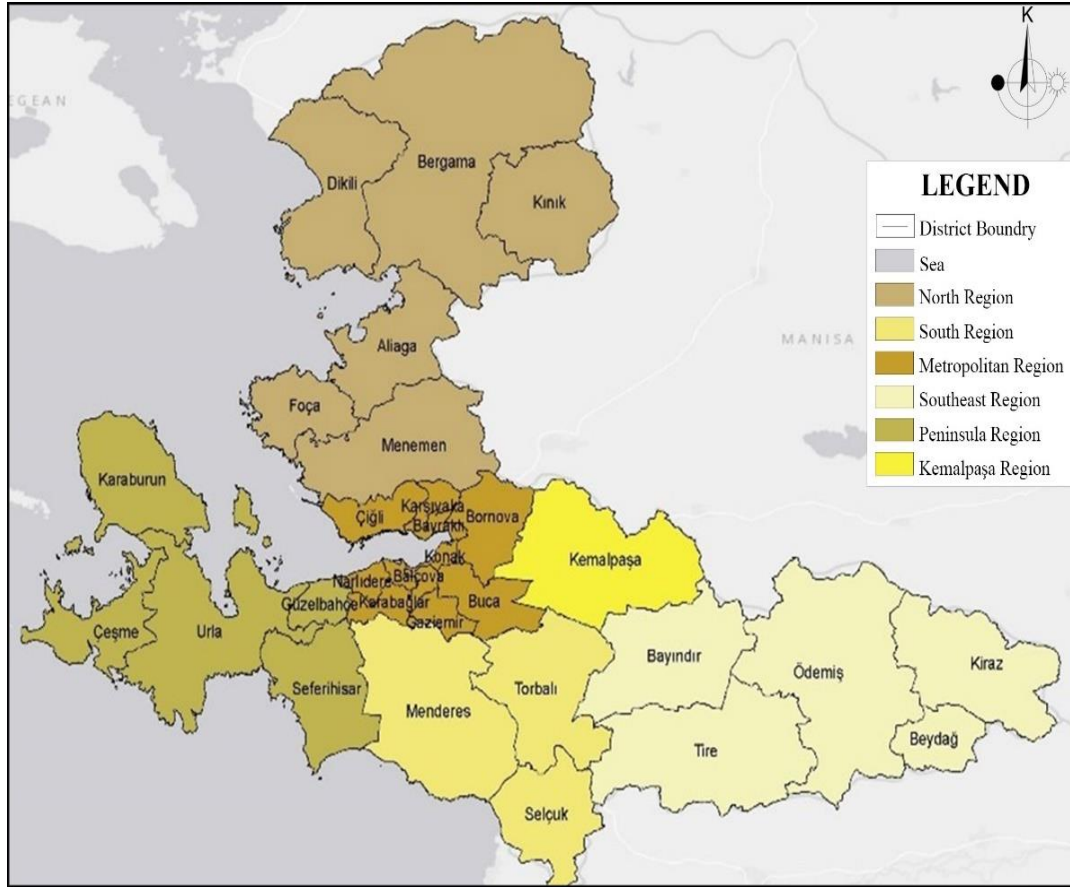 K
EGEAN
Bergama
Dikili
Kınık
LEGEND
District Boundry
Sea
North Region
South Region
Metropolitan Region
Southeast Region
Peninsula Region
Kemalpaşa Region
MANISA
Aliaga
Foça
Menemen
Karaburun
Karşıyaka
Çiğli
Bayraklı
Bornova
Konak
Kemalpaşa
Narlıdere
Balçova
Güzelbahçe
Karabağlar
Buca
Gaziemir
Çeşme
Urla
Seferihisar
Menderes
Torbalı
Bayındır
Ödemiş
Kiraz
Beydağ
Tire
Selçuk